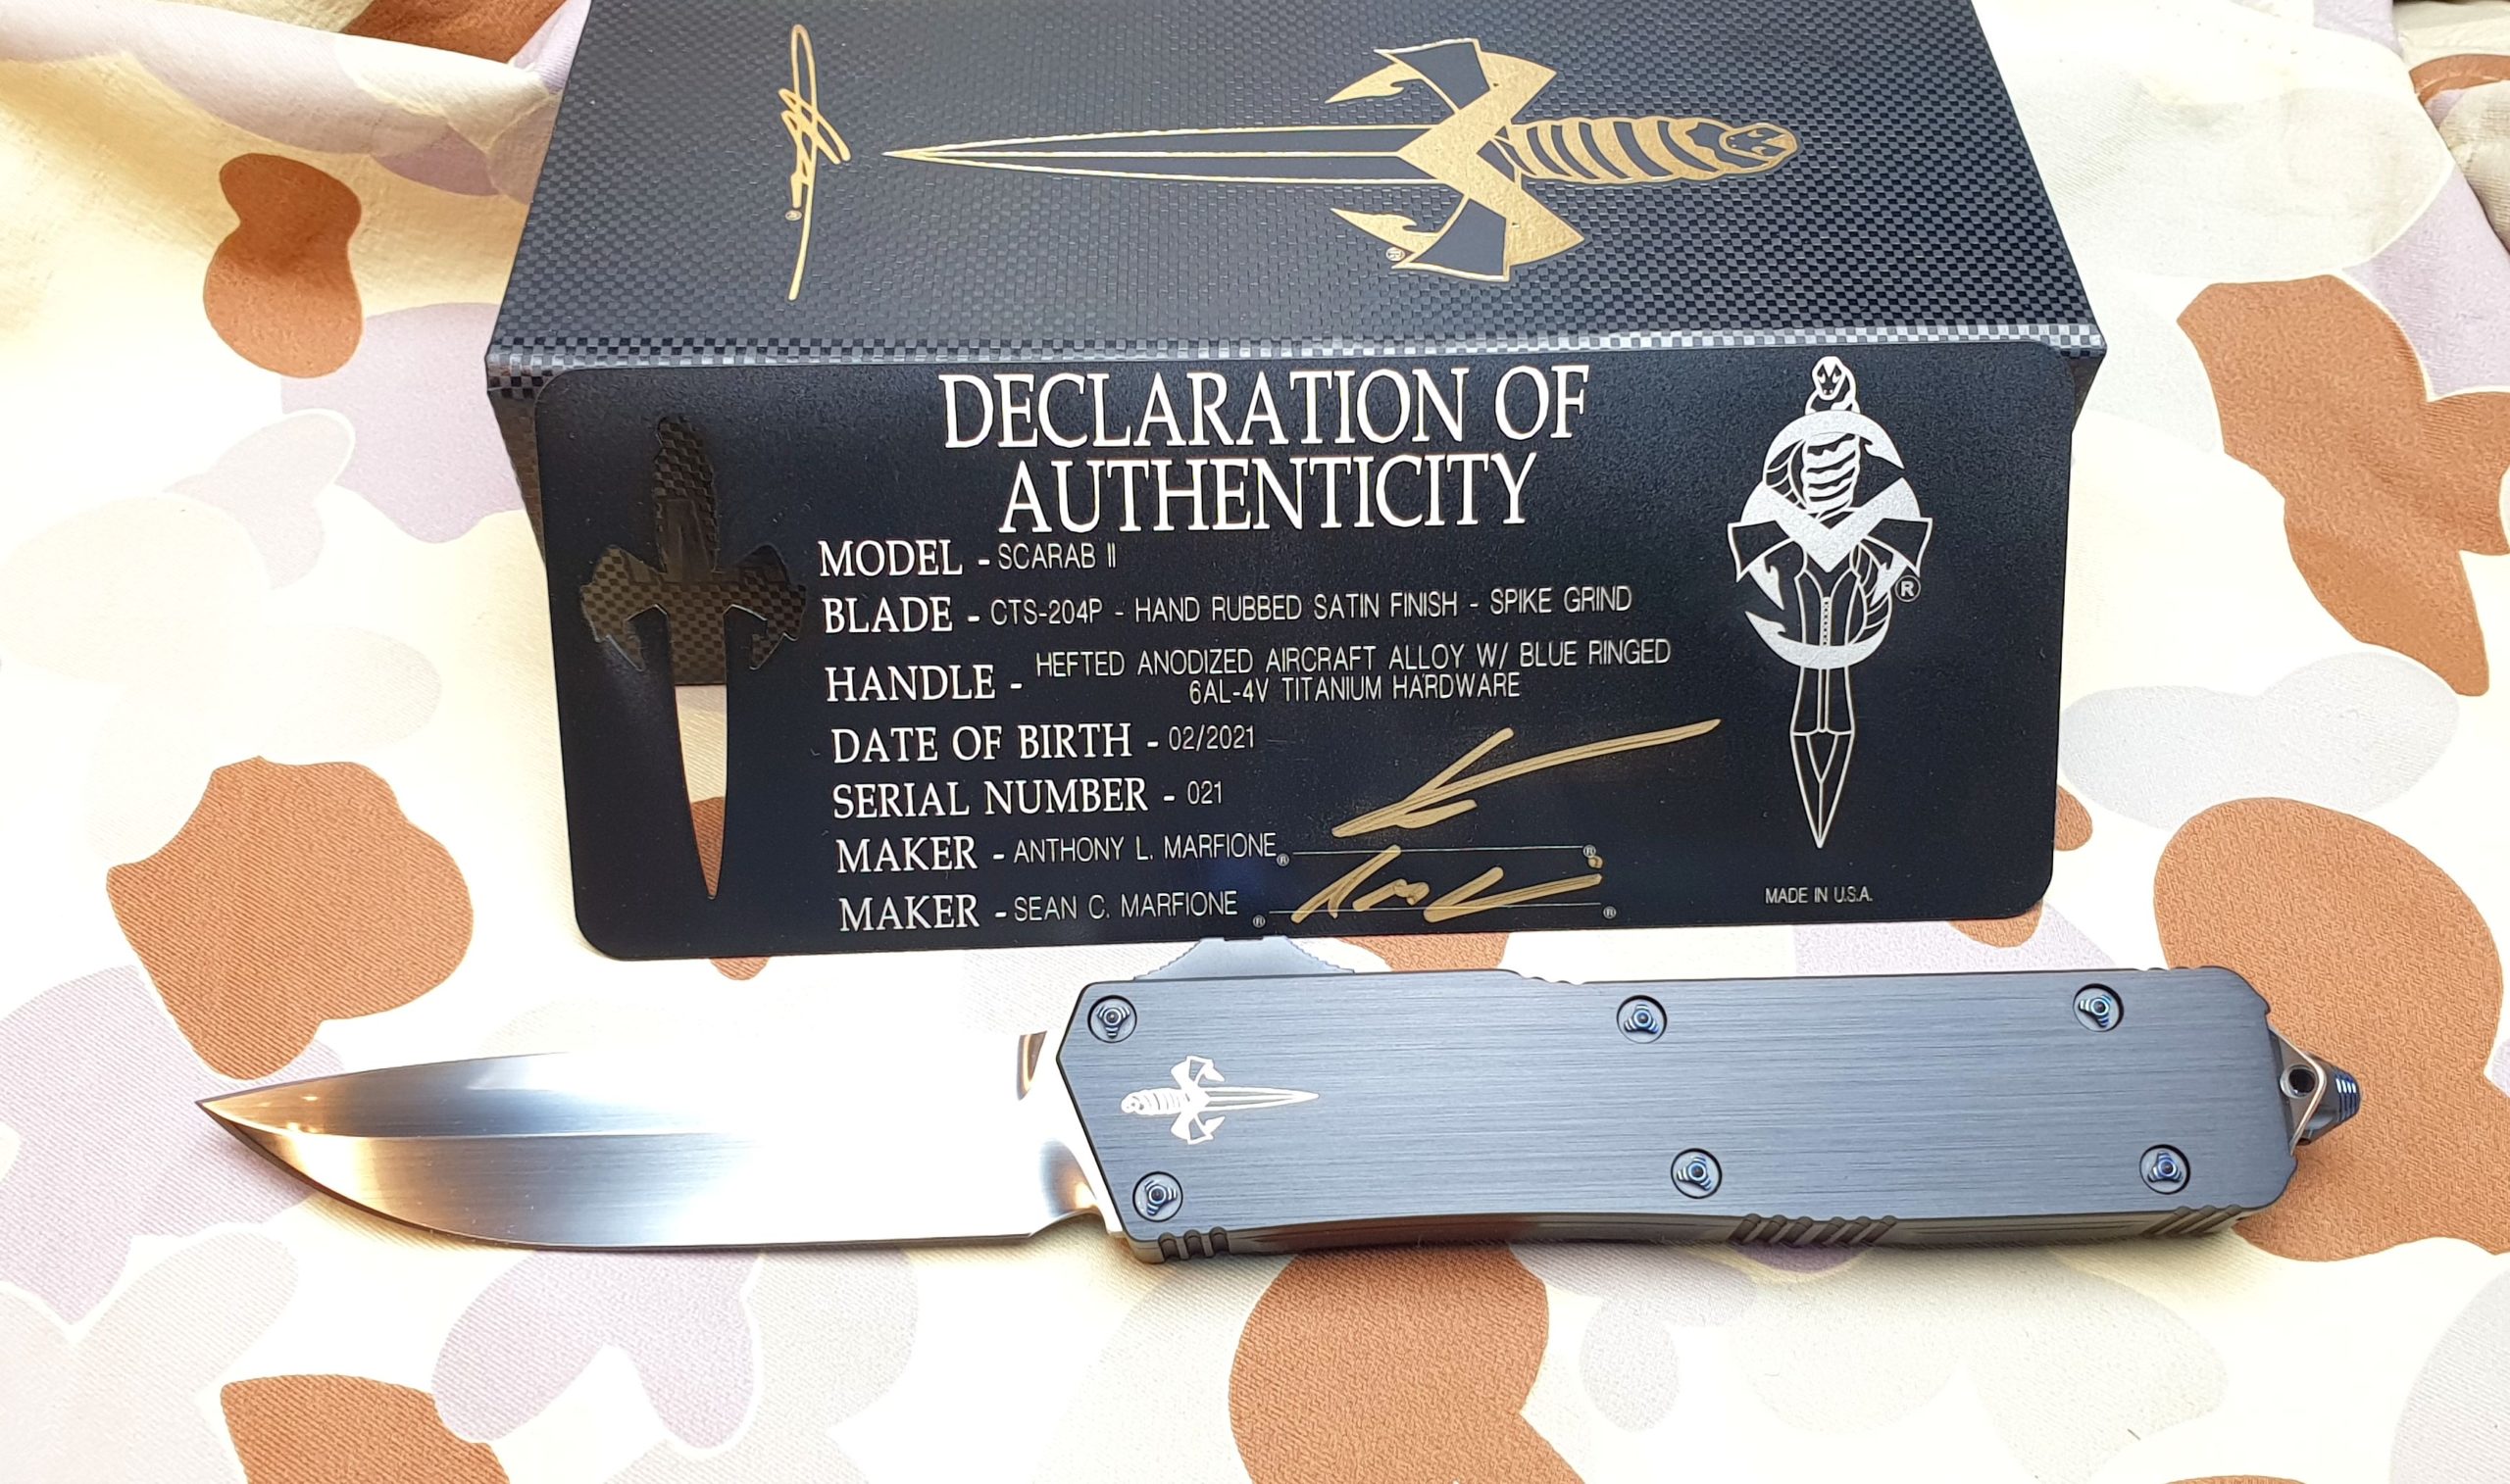 DECLARATION OF
AUTHENTICITY
MODEL - SCARAB II
BLADE - CTS-204P - HAND RUBBED SATIN FINISH - SPIKE GRIND
HANDLE - HEFTED ANODIZED AIRCRAFT ALLOY W/ BLUE RINGED
6AL-4V TITANIUM HARDWARE
DATE OF BIRTH - 02/2021
SERIAL NUMBER - 021
MAKER - ANTHONY L. MARFIONE® ®
MAKER - SEAN C. MARFIONE ® ®
®
MADE IN U.S.A.